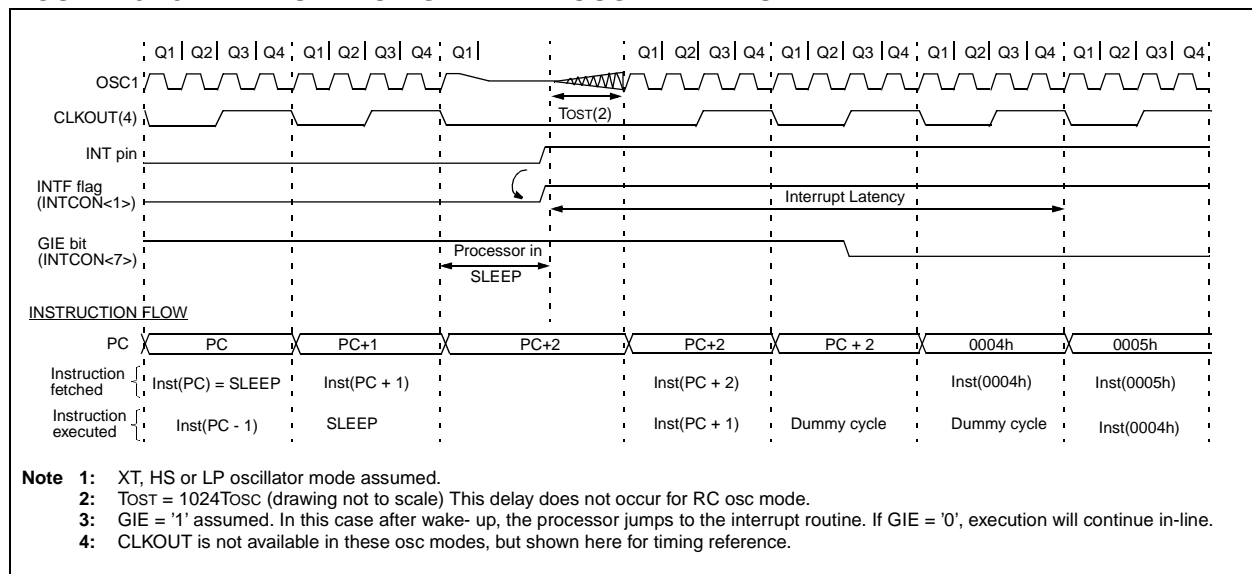 Q1 Q2 Q3 Q4 Q1 Q2 Q3 Q4 Q1 Q1 Q2 Q3 Q4 Q1 Q2 Q3 Q4 Q1 Q2 Q3 Q4 Q1 Q2 Q3 Q4
OSC1
TOST(2)
CLKOUT(4)
INT pin
INTF flag
(INTCON<1>)
Interrupt Latency
GIE bit
(INTCON<7>)
Processor in
SLEEP
INSTRUCTION FLOW
PC PC PC+1 PC+2 PC+2 PC + 2 0004h 0005h
Instruction
fetched
Inst(PC) = SLEEP Inst(PC + 1) Inst(PC + 2) Inst(0004h) Inst(0005h)
Instruction
executed
Inst(PC - 1) SLEEP Inst(PC + 1) Dummy cycle Dummy cycle Inst(0004h)
Note 1: XT, HS or LP oscillator mode assumed.
2: TOST = 1024TOSC (drawing not to scale) This delay does not occur for RC osc mode.
3: GIE = '1' assumed. In this case after wake- up, the processor jumps to the interrupt routine. If GIE = '0', execution will continue in-line.
4: CLKOUT is not available in these osc modes, but shown here for timing reference.